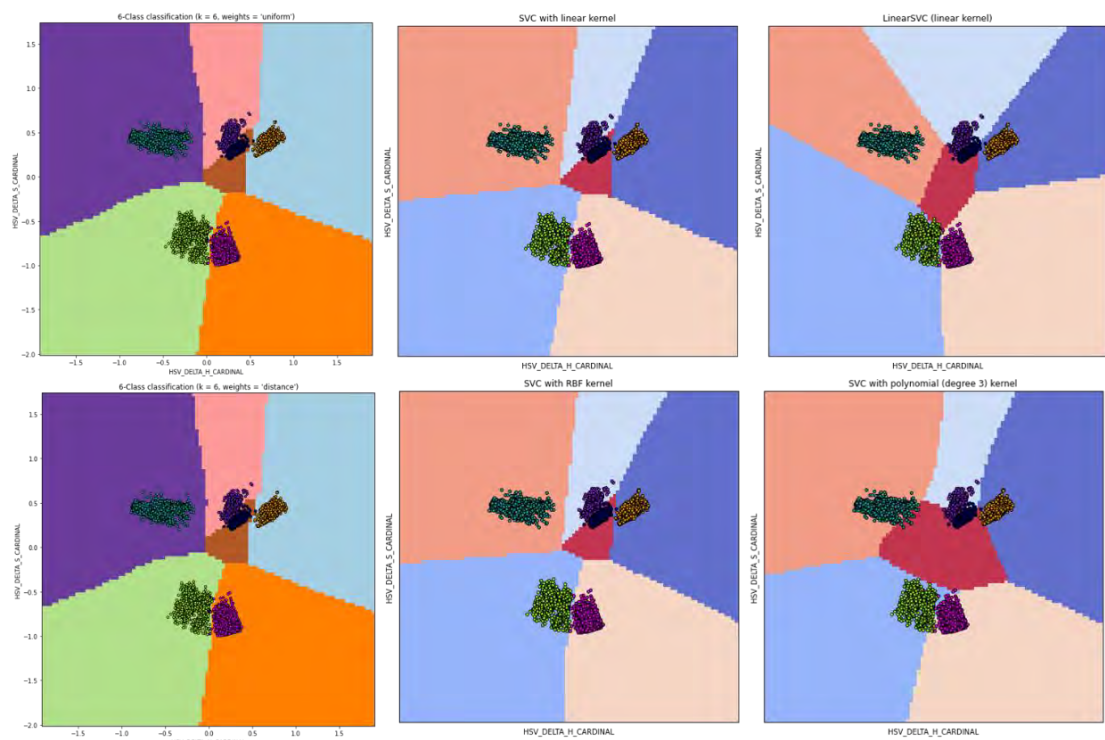 6-Class classification (k = 6, weights = 'uniform')
SVC with linear kernel
LinearSVC (linear kernel)
1.5
1.0
0.5
0.0
−0.5
−1.0
−1.5
−2.0
HSV_DELTA_S_CARDINAL
HSV_DELTA_S_CARDINAL
HSV_DELTA_S_CARDINAL
−1.5
−1.0
−0.5
0.0
0.5
1.0
1.5
HSV_DELTA_H_CARDINAL
HSV_DELTA_H_CARDINAL
HSV_DELTA_H_CARDINAL
6-Class classification (k = 6, weights = 'distance')
SVC with RBF kernel
SVC with polynomial (degree 3) kernel
1.5
1.0
0.5
0.0
−0.5
−1.0
−1.5
−2.0
HSV_DELTA_S_CARDINAL
HSV_DELTA_S_CARDINAL
HSV_DELTA_S_CARDINAL
−1.5
−1.0
−0.5
0.0
0.5
1.0
1.5
HSV_DELTA_H_CARDINAL
HSV_DELTA_H_CARDINAL